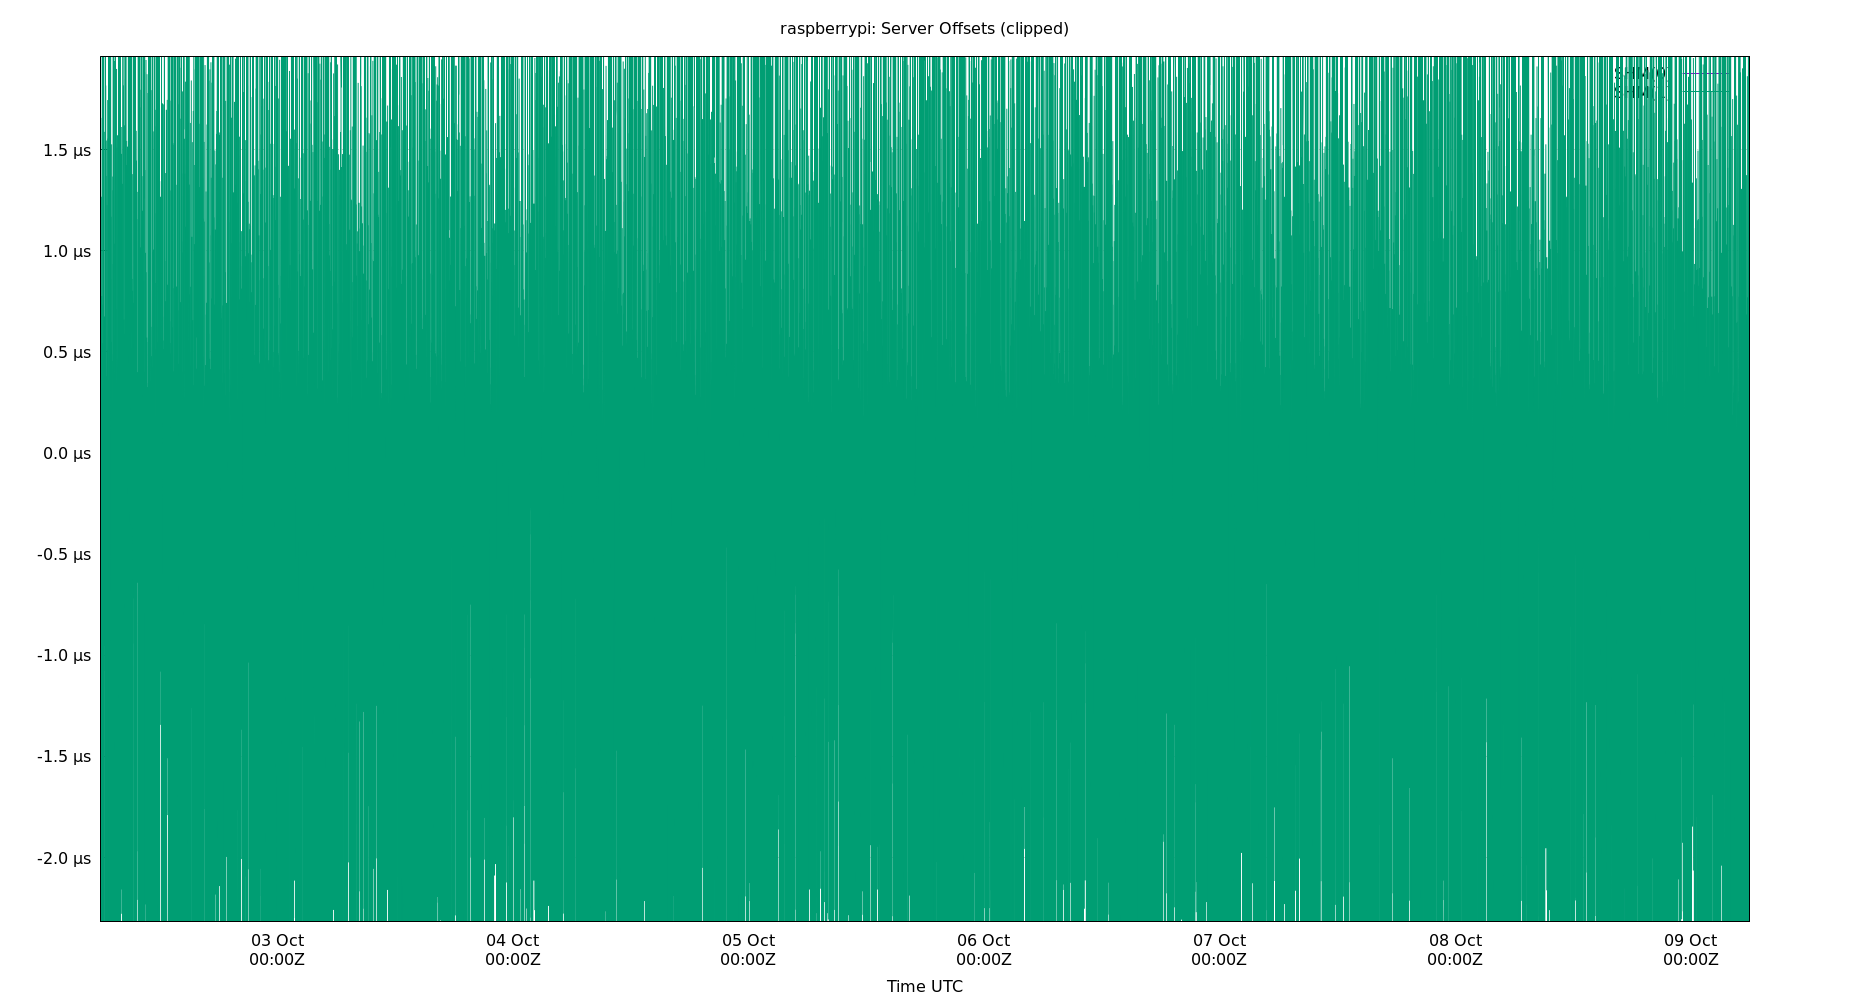 raspberrypi: Server Offsets (clipped)
SHM(0)
1.5 µs
1.0 µs
0.5 µs
0.0 µs
-0.5 µs
-1.0 µs
-1.5 µs
-2.0 µs
03 Oct 04 Oct 05 Oct 06 Oct 07 Oct 08 Oct 09 Oct
00:00Z 00:00Z 00:00Z 00:00Z 00:00Z 00:00Z 00:00Z
Time UTC